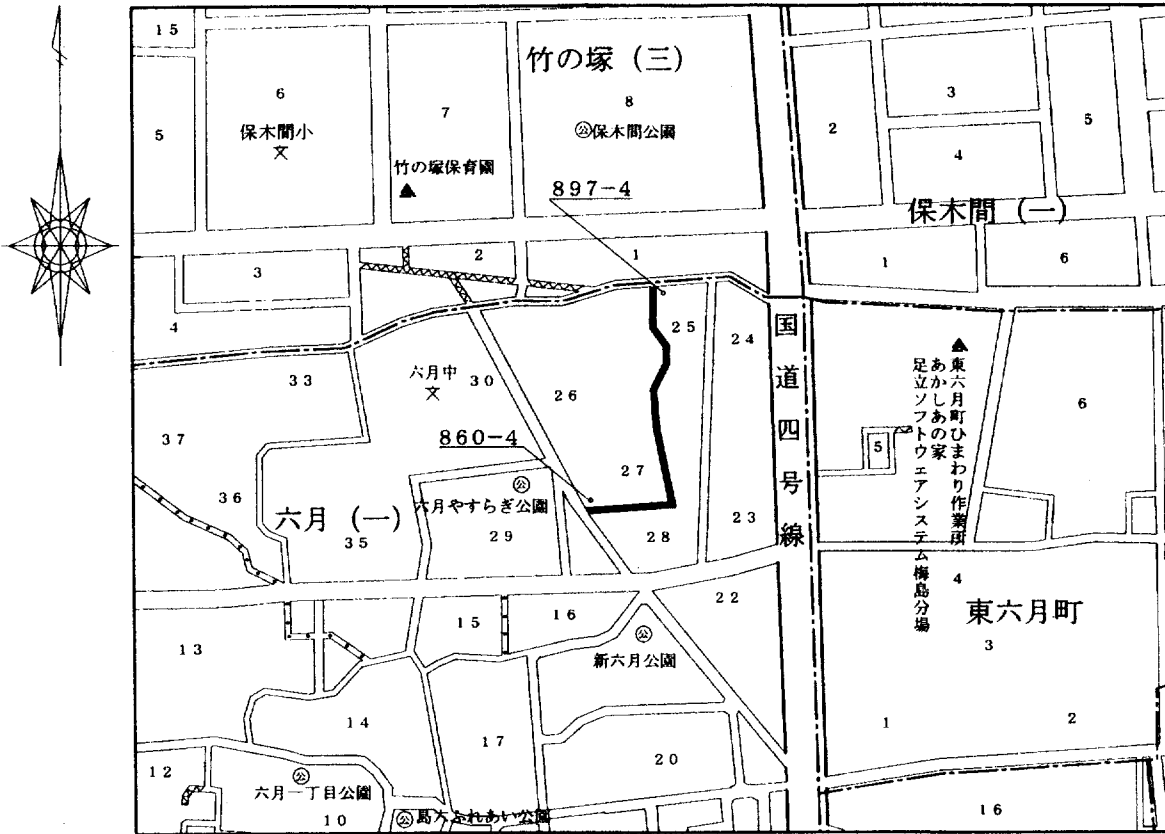 15
竹の塚 (三)
6
7
8
3
5
保木間小
文
㊕保木間公園
2
4
5
竹の塚保育園
897-4
保木間 (一)
3
2
1
1
6
4
25
24
国道四号線
33
六月中
文
30
26
東六月町ひまわり作業所
あかしあの家
足立ソフトウェアシステム梅島分場
6
37
860-4
5
36
27
公
六月やすらぎ公園
六月 (一)
35
29
28
23
4
22
東六月町
15
16
公
13
新六月公園
3
14
17
1
2
20
12
公
六月一丁目公園
10
公
島大ふれあい公園
16